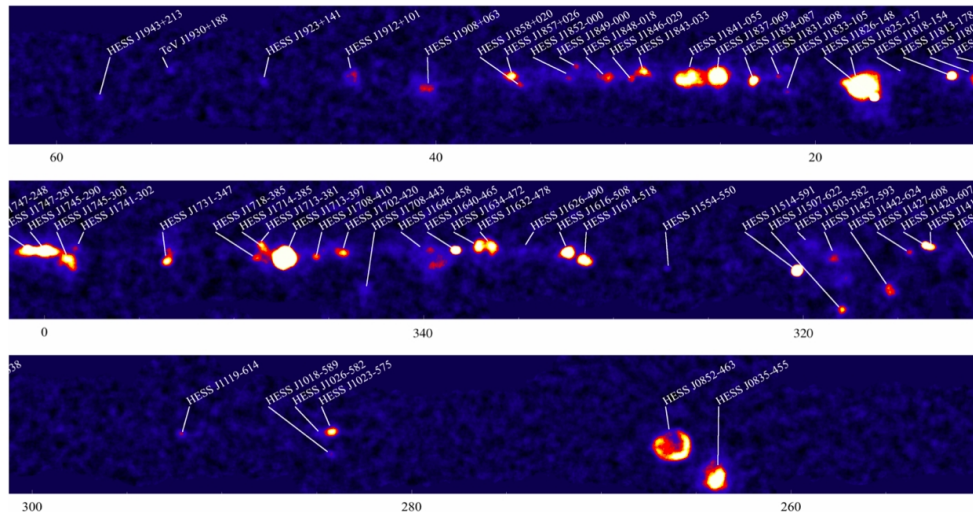 HESS J1943+213
TeV J1930+188
HESS J1923+141
HESS J1912+101
HESS J1908+063
HESS J1858+020
HESS J1857+026
HESS J1852-000
HESS J1849-000
HESS J1848-018
HESS J1846-029
HESS J1843-033
HESS J1841-055
HESS J1837-069
HESS J1834-087
HESS J1831-098
HESS J1833-105
HESS J1826-148
HESS J1825-137
HESS J1818-154
60 40 20
J1747-248
J1747-281
HESS J1745-290
HESS J1745-303
HESS J1741-302
HESS J1731-347
HESS J1718-385
HESS J1714-385
HESS J1713-381
HESS J1713-397
HESS J1708-410
HESS J1702-420
HESS J1708-443
HESS J1646-458
HESS J1640-465
HESS J1634-472
HESS J1632-478
HESS J1626-490
HESS J1616-508
HESS J1614-518
HESS J1554-550
HESS J1514-591
HESS J1507-622
HESS J1503-582
HESS J1457-593
HESS J1442-624
HESS J1427-608
HESS J1420-607
0 340 320
HESS J1119-614
HESS J1018-589
HESS J1026-582
HESS J1023-575
HESS J0852-463
HESS J0835-455
300 280 260